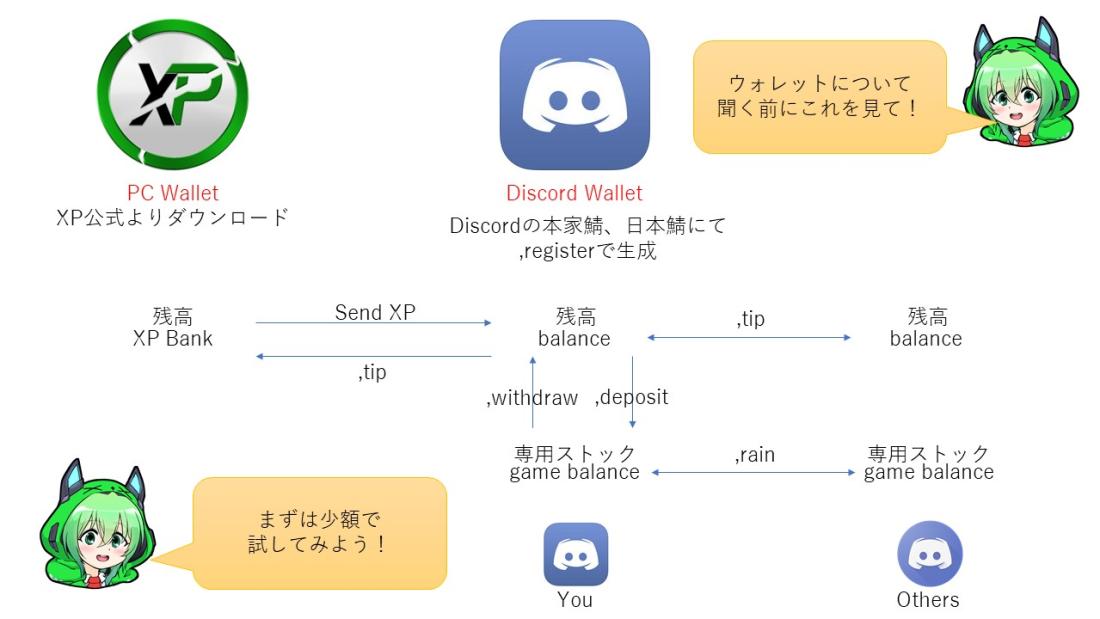 XP
ウォレットについて
聞く前にこれを見て！
PC Wallet
XP公式よりダウンロード
Discord Wallet
Discordの本家鯖、日本鯖にて
,registerで生成
残高
XP Bank
Send XP
,tip
残高
balance
,tip
残高
balance
,withdraw
,deposit
専用ストック
game balance
,rain
専用ストック
game balance
まずは少額で
試してみよう！
You
Others